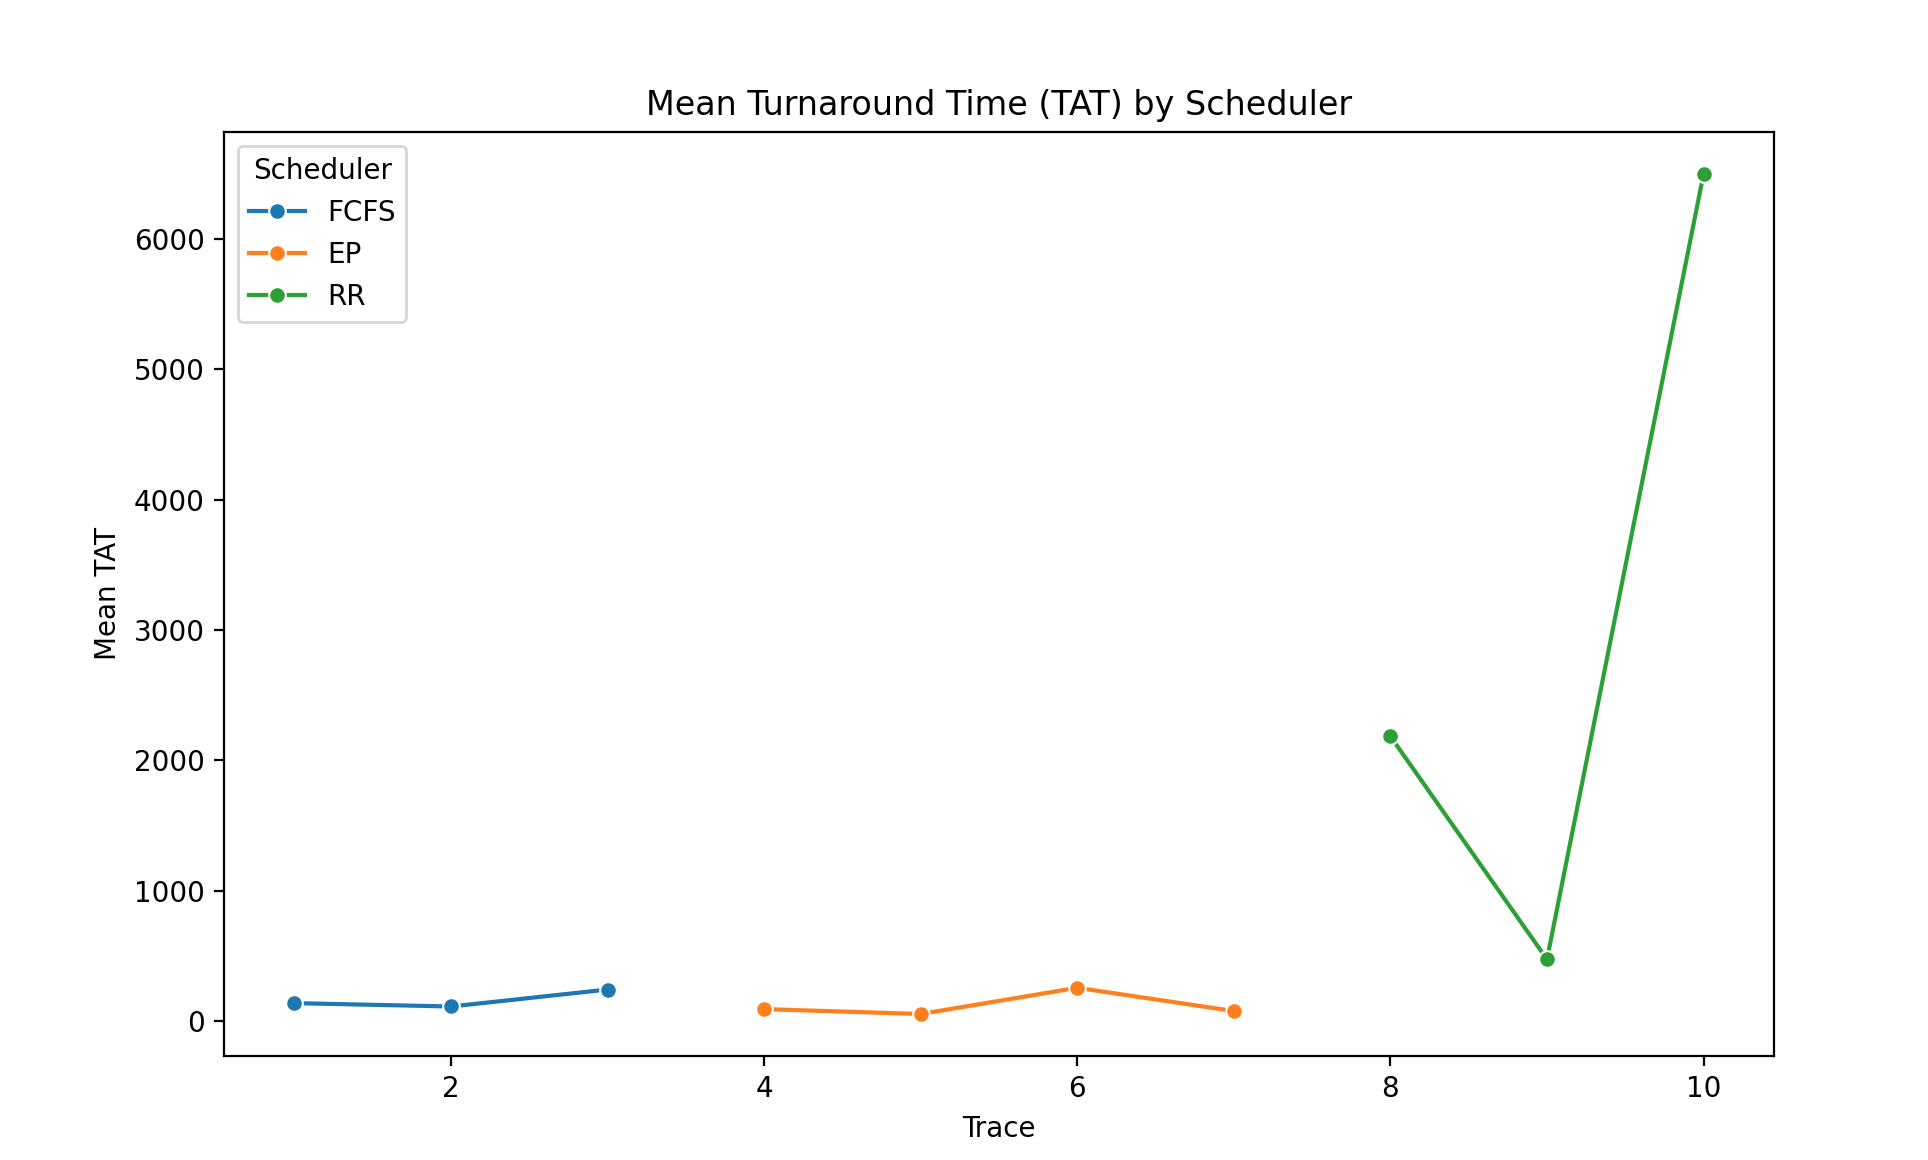 Mean Turnaround Time (TAT) by Scheduler
Scheduler
FCFS
EP
RR
Mean TAT
6000
5000
4000
3000
2000
1000
0
2
4
6
8
10
Trace